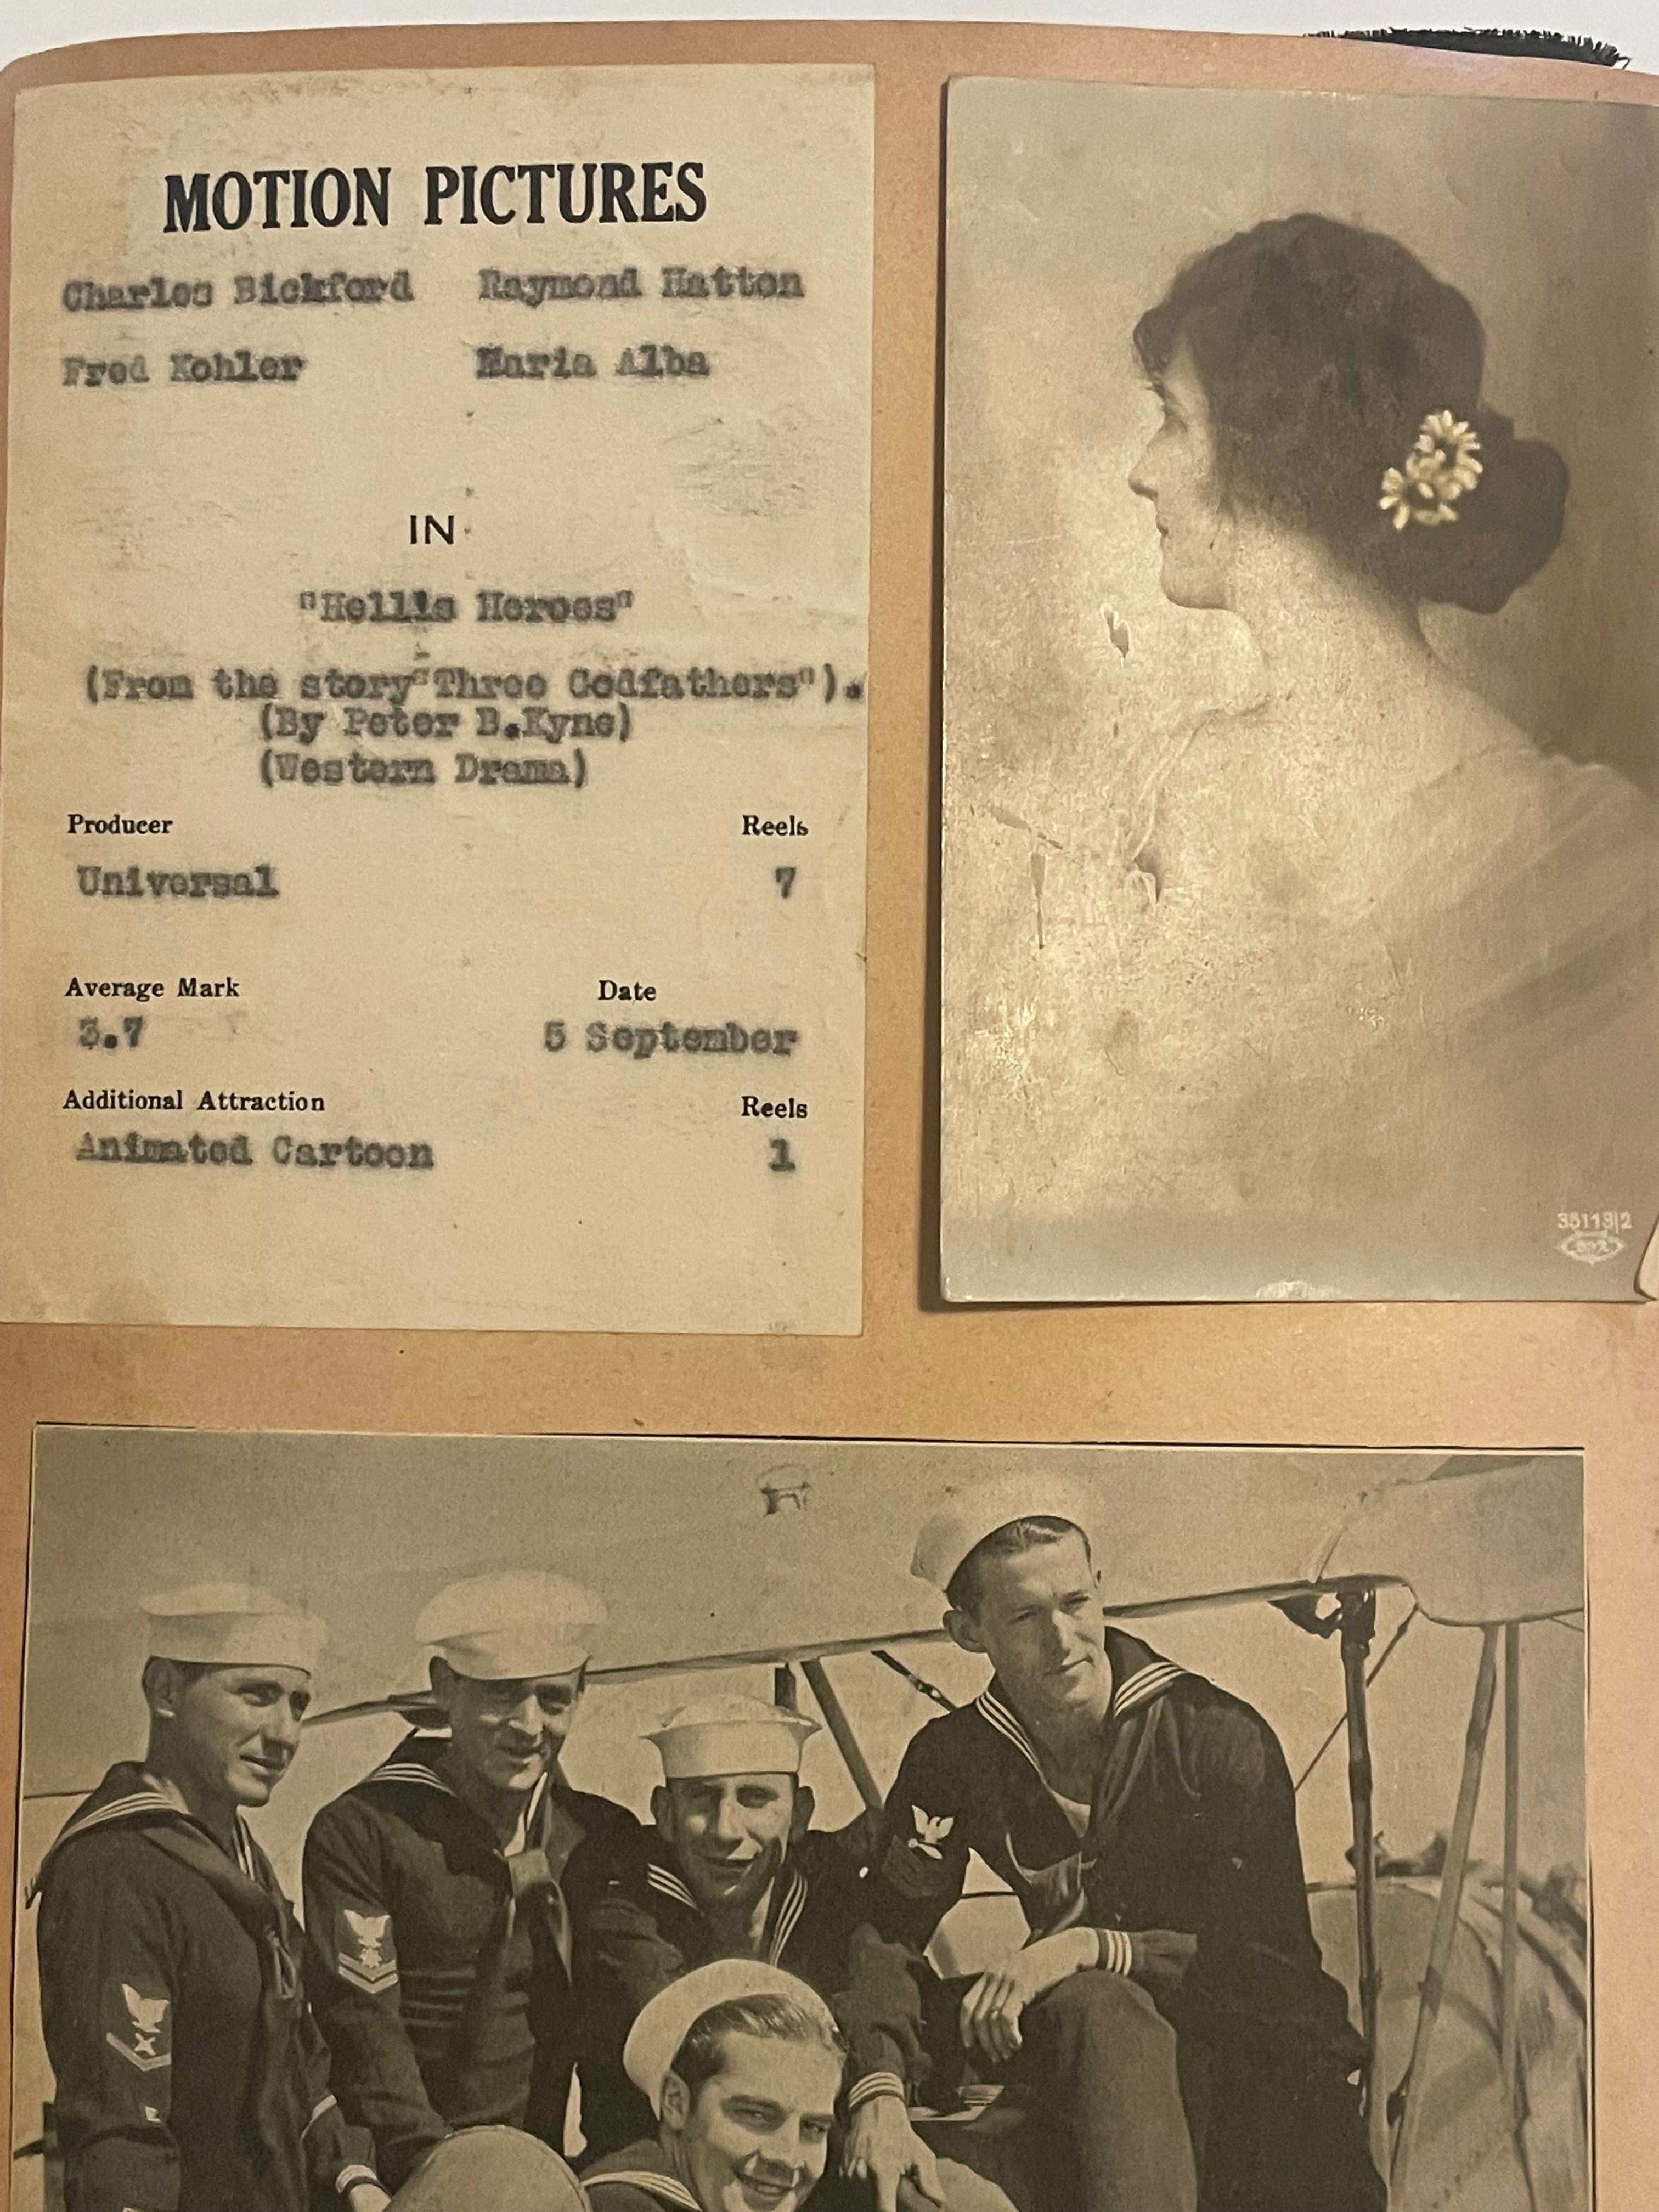 MOTION PICTURES
Charles Bickford Raymond Hatton
Fred Kohler Maria Alba
IN
"Hell's Heroes"
(From the story"Three Godfathers").
(By Peter B.Kyne)
(Western Drama)
Producer Reels
Universal 7
Average Mark Date
3.7 5 September
Additional Attraction Reels
Animated Cartoon 1
35113|2